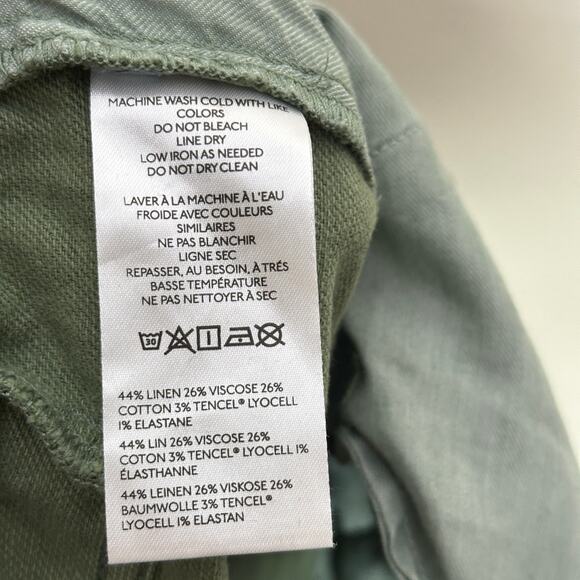 MACHINE WASH COLD WITH LIKE
COLORS
DO NOT BLEACH
LINE DRY
LOW IRON AS NEEDED
DO NOT DRY CLEAN
LAVER À LA MACHINE À L'EAU
FROIDE AVEC COULEURS
SIMILAIRES
NE PAS BLANCHIR
LIGNE SEC
REPASSER, AU BESOIN, À TRÉS
BASSE TEMPÉRATURE
NE PAS NETTOYER À SEC
30
44% LINEN 26% VISCOSE 26%
COTTON 3% TENCEL® LYOCELL
1% ELASTANE
44% LIN 26% VISCOSE 26%
COTON 3% TENCEL® LYOCELL 1%
ÉLASTHANNE
44% LEINEN 26% VISKOSE 26%
BAUMWOLLE 3% TENCEL®
LYOCELL 1% ELASTAN